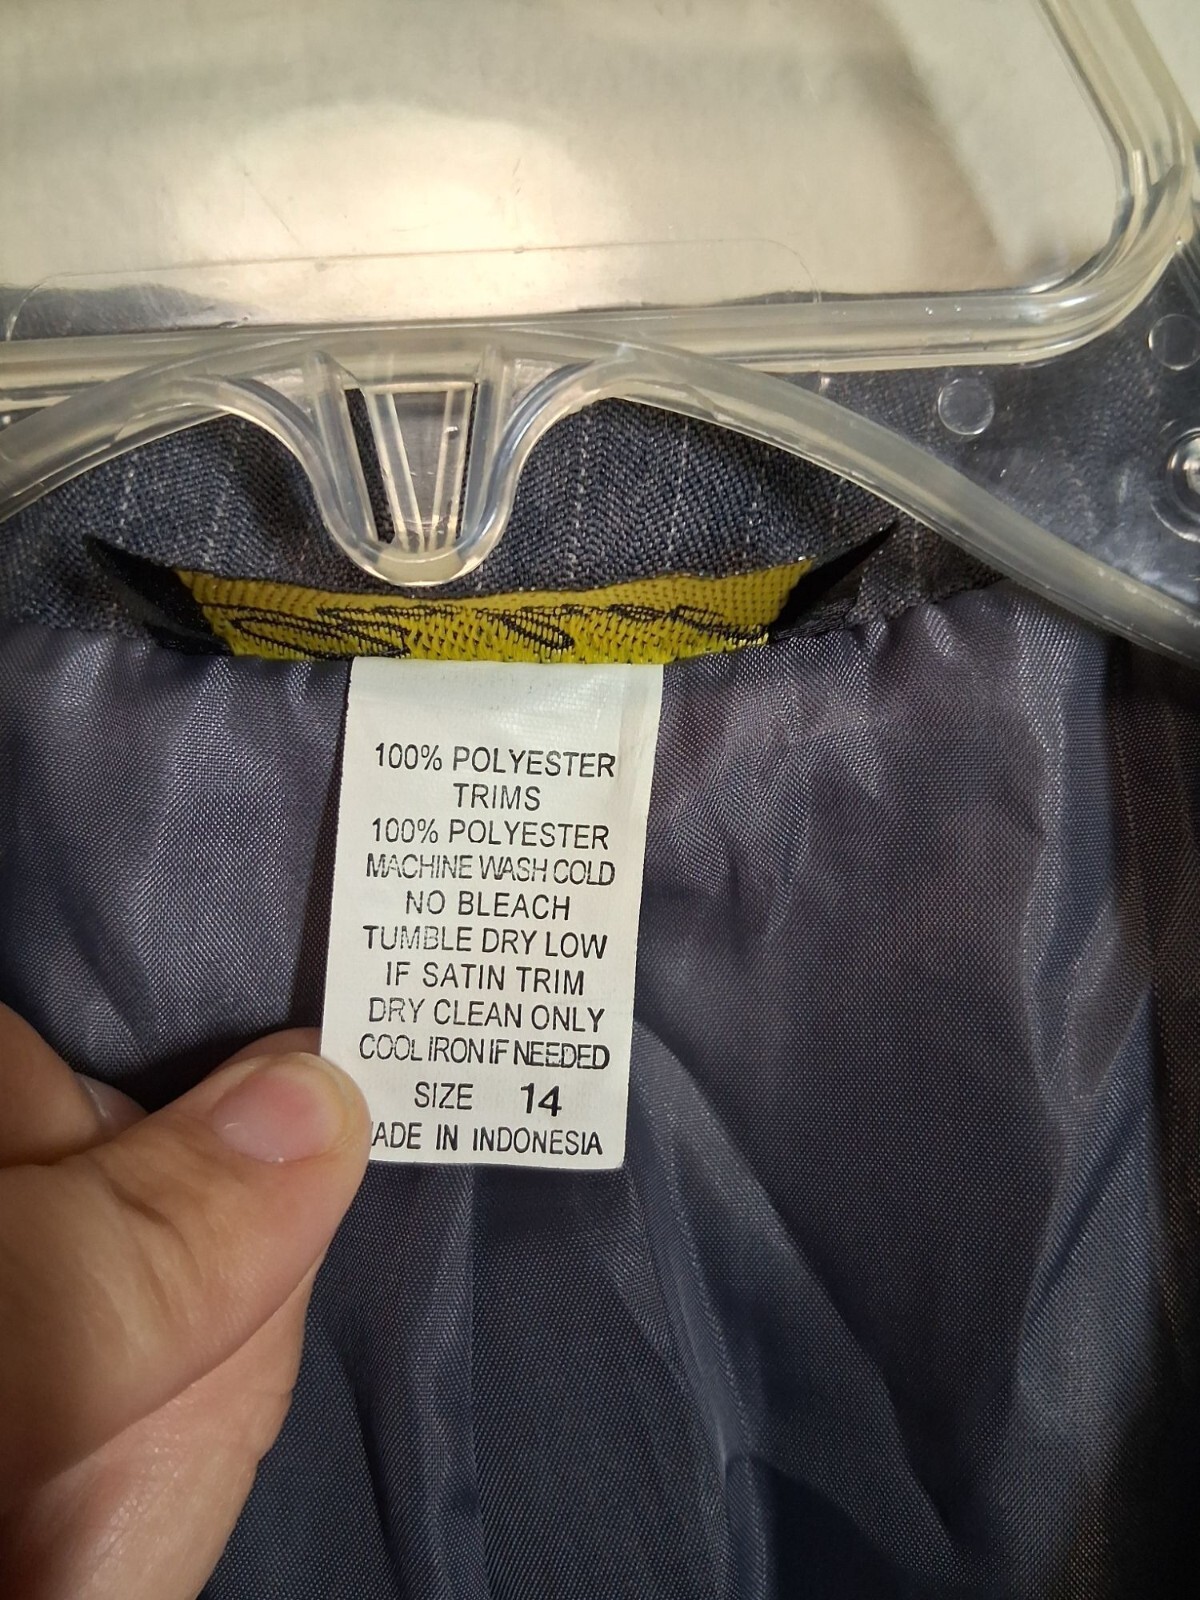 100% POLYESTER
TRIMS
100% POLYESTER
MACHINE WASH COLD
NO BLEACH
TUMBLE DRY LOW
IF SATIN TRIM
DRY CLEAN ONLY
COOL IRON IF NEEDED
SIZE 14
ADE IN INDONESIA